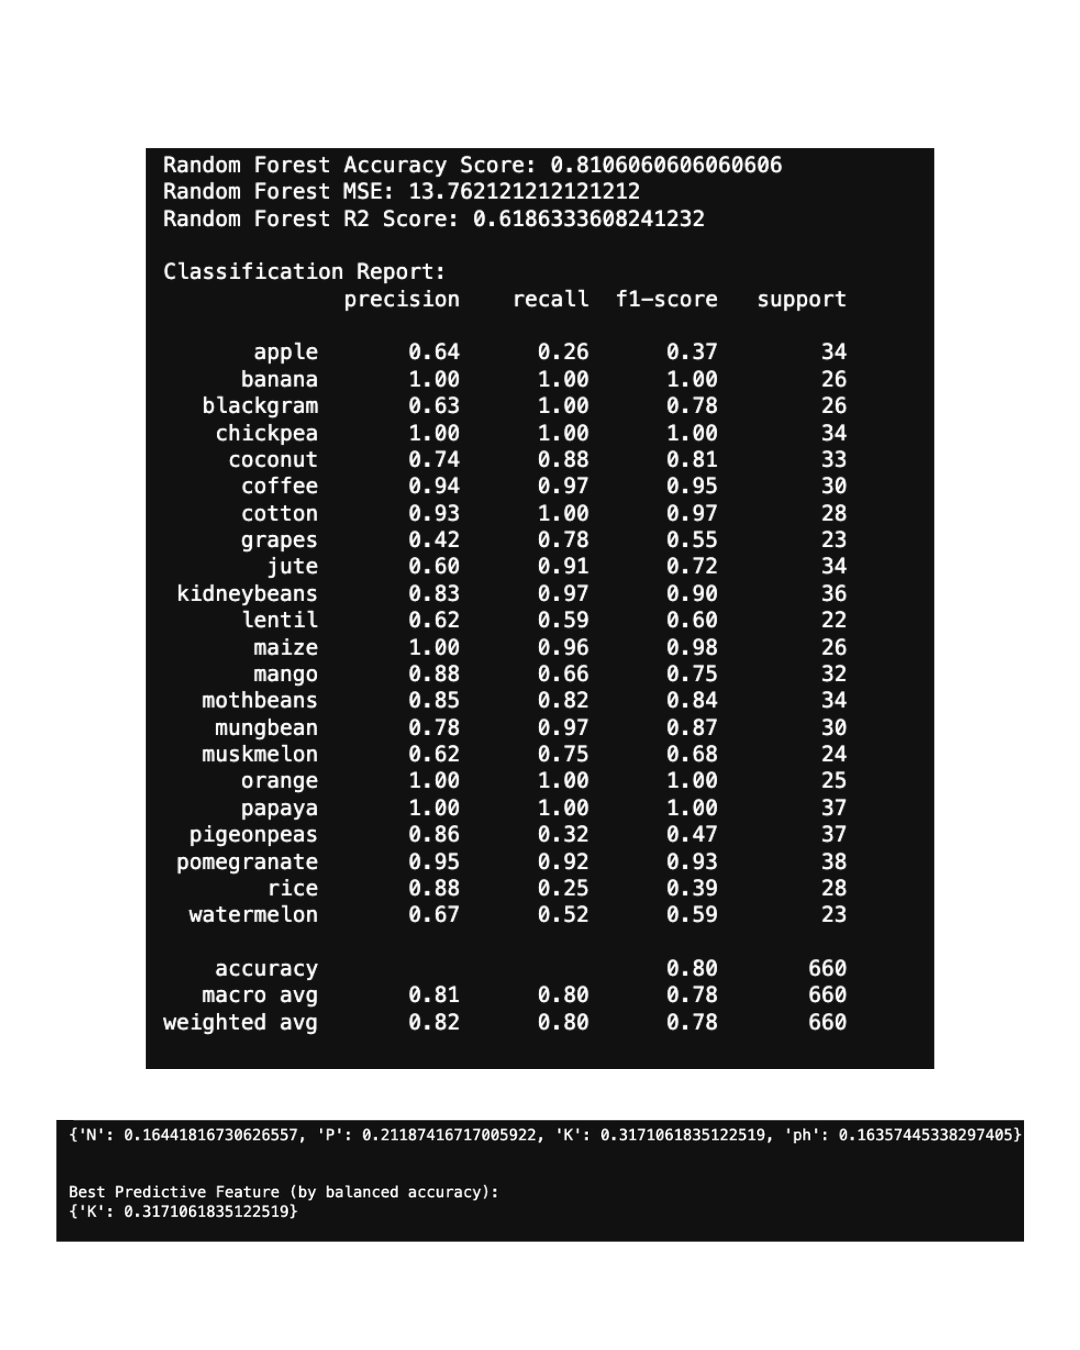 Random Forest Accuracy Score: 0.8106060606060606
Random Forest MSE: 13.762121212121212
Random Forest R2 Score: 0.6186333608241232
Classification Report:
precision recall f1-score support
apple 0.64 0.26 0.37 34
banana 1.00 1.00 1.00 26
blackgram 0.63 1.00 0.78 26
chickpea 1.00 1.00 1.00 34
coconut 0.74 0.88 0.81 33
coffee 0.94 0.97 0.95 30
cotton 0.93 1.00 0.97 28
grapes 0.42 0.78 0.55 23
jute 0.60 0.91 0.72 34
kidneybeans 0.83 0.97 0.90 36
lentil 0.62 0.59 0.60 22
maize 1.00 0.96 0.98 26
mango 0.88 0.66 0.75 32
mothbeans 0.85 0.82 0.84 34
mungbean 0.78 0.97 0.87 30
muskmelon 0.62 0.75 0.68 24
orange 1.00 1.00 1.00 25
papaya 1.00 1.00 1.00 37
pigeonpeas 0.86 0.32 0.47 37
pomegranate 0.95 0.92 0.93 38
rice 0.88 0.25 0.39 28
watermelon 0.67 0.52 0.59 23
accuracy 0.80 660
macro avg 0.81 0.80 0.78 660
weighted avg 0.82 0.80 0.78 660
{'N': 0.16441816730626557, 'P': 0.21187416717005922, 'K': 0.3171061835122519, 'ph': 0.16357445338297405}
Best Predictive Feature (by balanced accuracy):
{'K': 0.3171061835122519}